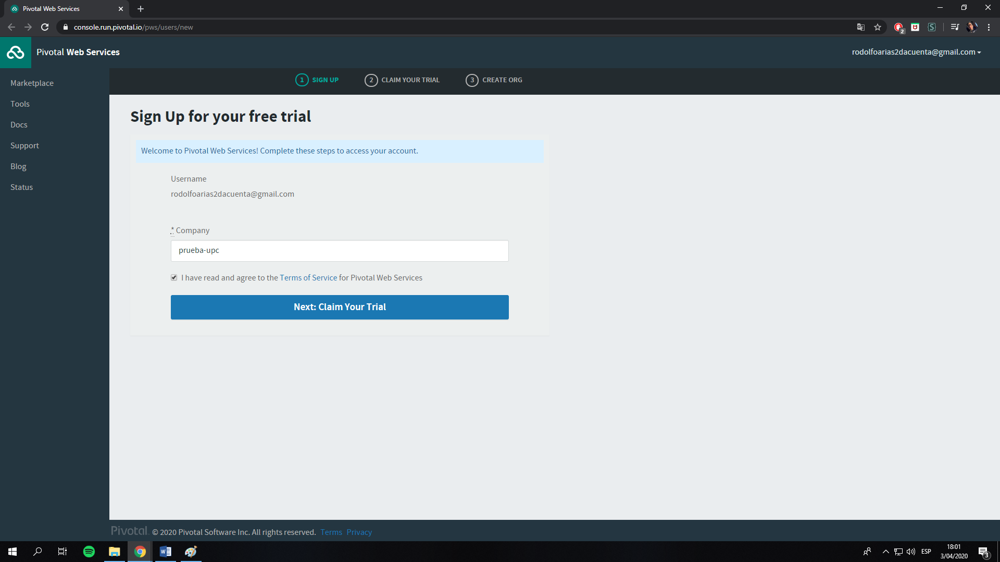 Pivotal Web Services
console.run.pivotal.io/pws/users/new
2
Pivotal Web Services
rodolfoarias2dacuenta@gmail.com
Marketplace
Tools
Docs
Support
Blog
Status
1 SIGN UP
2 CLAIM YOUR TRIAL
3 CREATE ORG
Sign Up for your free trial
Welcome to Pivotal Web Services! Complete these steps to access your account.
Username
rodolfoarias2dacuenta@gmail.com
* Company
prueba-upc
I have read and agree to the Terms of Service for Pivotal Web Services
Next: Claim Your Trial
Pivotal. © 2020 Pivotal Software Inc. All rights reserved. Terms Privacy
ESP
18:01
3/04/2020
3